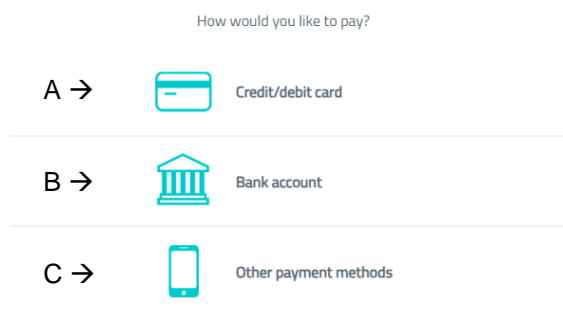 How would you like to pay?
A → Credit/debit card
B → Bank account
C → Other payment methods